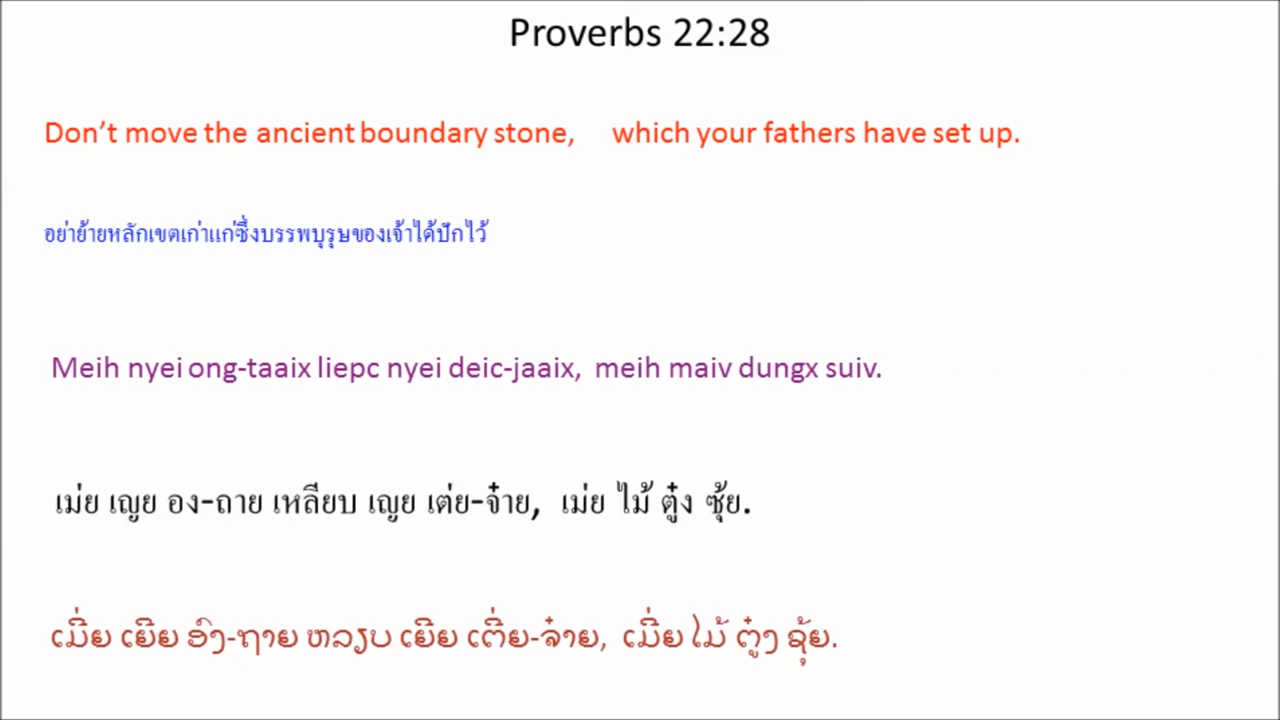 Proverbs 22:28
Don’t move the ancient boundary stone, which your fathers have set up.
อย่าย้ายหลักเขตเก่าแก่ซึ่งบรรพบุรุษของเจ้าได้ปักไว้
Meih nyei ong-taaix liepc nyei deic-jaaix, meih maiv dungx suiv.
เม่ย เญย อง-ถาย เหลียบ เญย เต่ย-จ๋าย, เม่ย ไม้ ตู๋ง ซุ้ย.
ເມີ່ຍ ເຍີຍ ອົງ-ຖາຍ ຫລຽບ ເຍີຍ ເຕີ່ຍ-ຈ໋າຍ, ເມີ່ຍ ໄມ້ ຕູ໋ງ ຊຸ້ຍ.